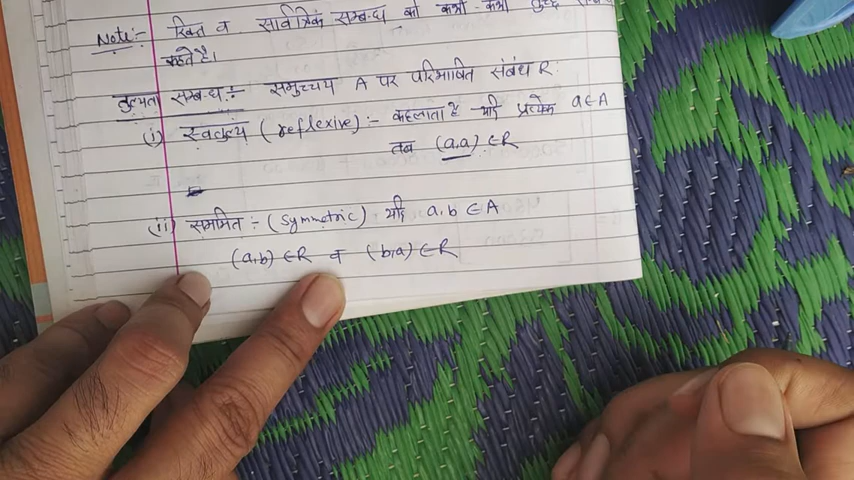 Note:- रिक्त व सार्वत्रिक सम्बन्ध को कभी-कभी तुच्छ
कहते है।
तुल्यता सम्बन्ध:- समुच्चय A पर परिभाषित संबंध R.
(i) स्वतुल्य (reflexive):- कहलाता है यदि प्रत्येक a∈A
तब (a,a) ∈R
(ii) सममित :- (Symmetric) यदि a,b ∈A
(a,b) ∈R व (b,a) ∈R